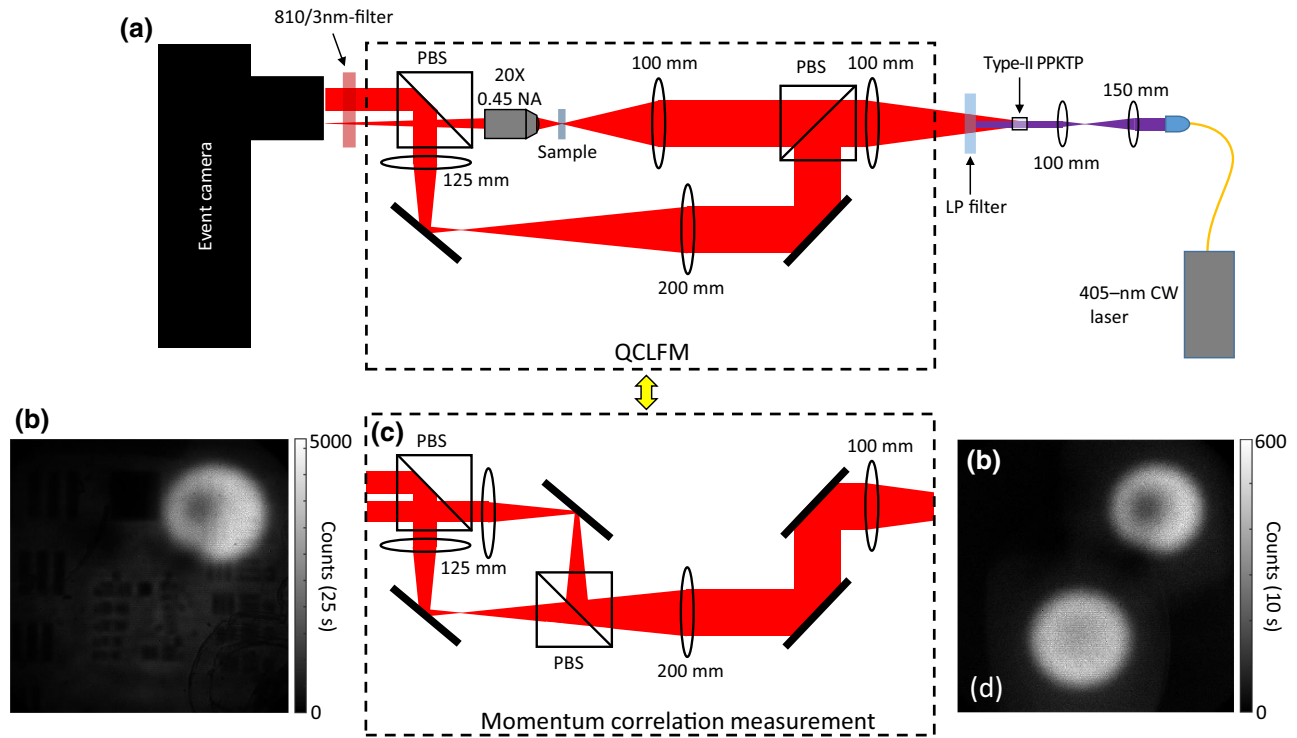 810/3nm-filter
(a)
PBS
20X
0.45 NA
100 mm
PBS
100 mm
Type-II PPKTP
150 mm
Event camera
Sample
125 mm
100 mm
LP filter
200 mm
405–nm CW
laser
QCLFM
(b)
5000
Counts (25 s)
0
(c)
PBS
100 mm
125 mm
PBS
200 mm
Momentum correlation measurement
(b)
600
Counts (10 s)
(d)
0